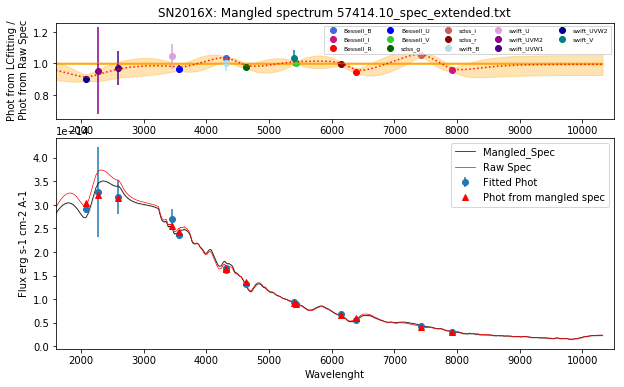 SN2016X: Mangled spectrum 57414.10_spec_extended.txt
Phot from LCfitting /
Phot from Raw Spec
1.2
1.0
0.8
Bessell_B
Bessell_I
Bessell_R
Bessell_U
Bessell_V
sdss_g
sdss_i
sdss_r
swift_B
swift_U
swift_UVM2
swift_UVW1
swift_UVW2
swift_V
2000 3000 4000 5000 6000 7000 8000 9000 10000
1e−14
Flux erg s-1 cm-2 A-1
4.0
3.5
3.0
2.5
2.0
1.5
1.0
0.5
0.0
Mangled_Spec
Raw Spec
Fitted Phot
Phot from mangled spec
2000 3000 4000 5000 6000 7000 8000 9000 10000
Wavelenght